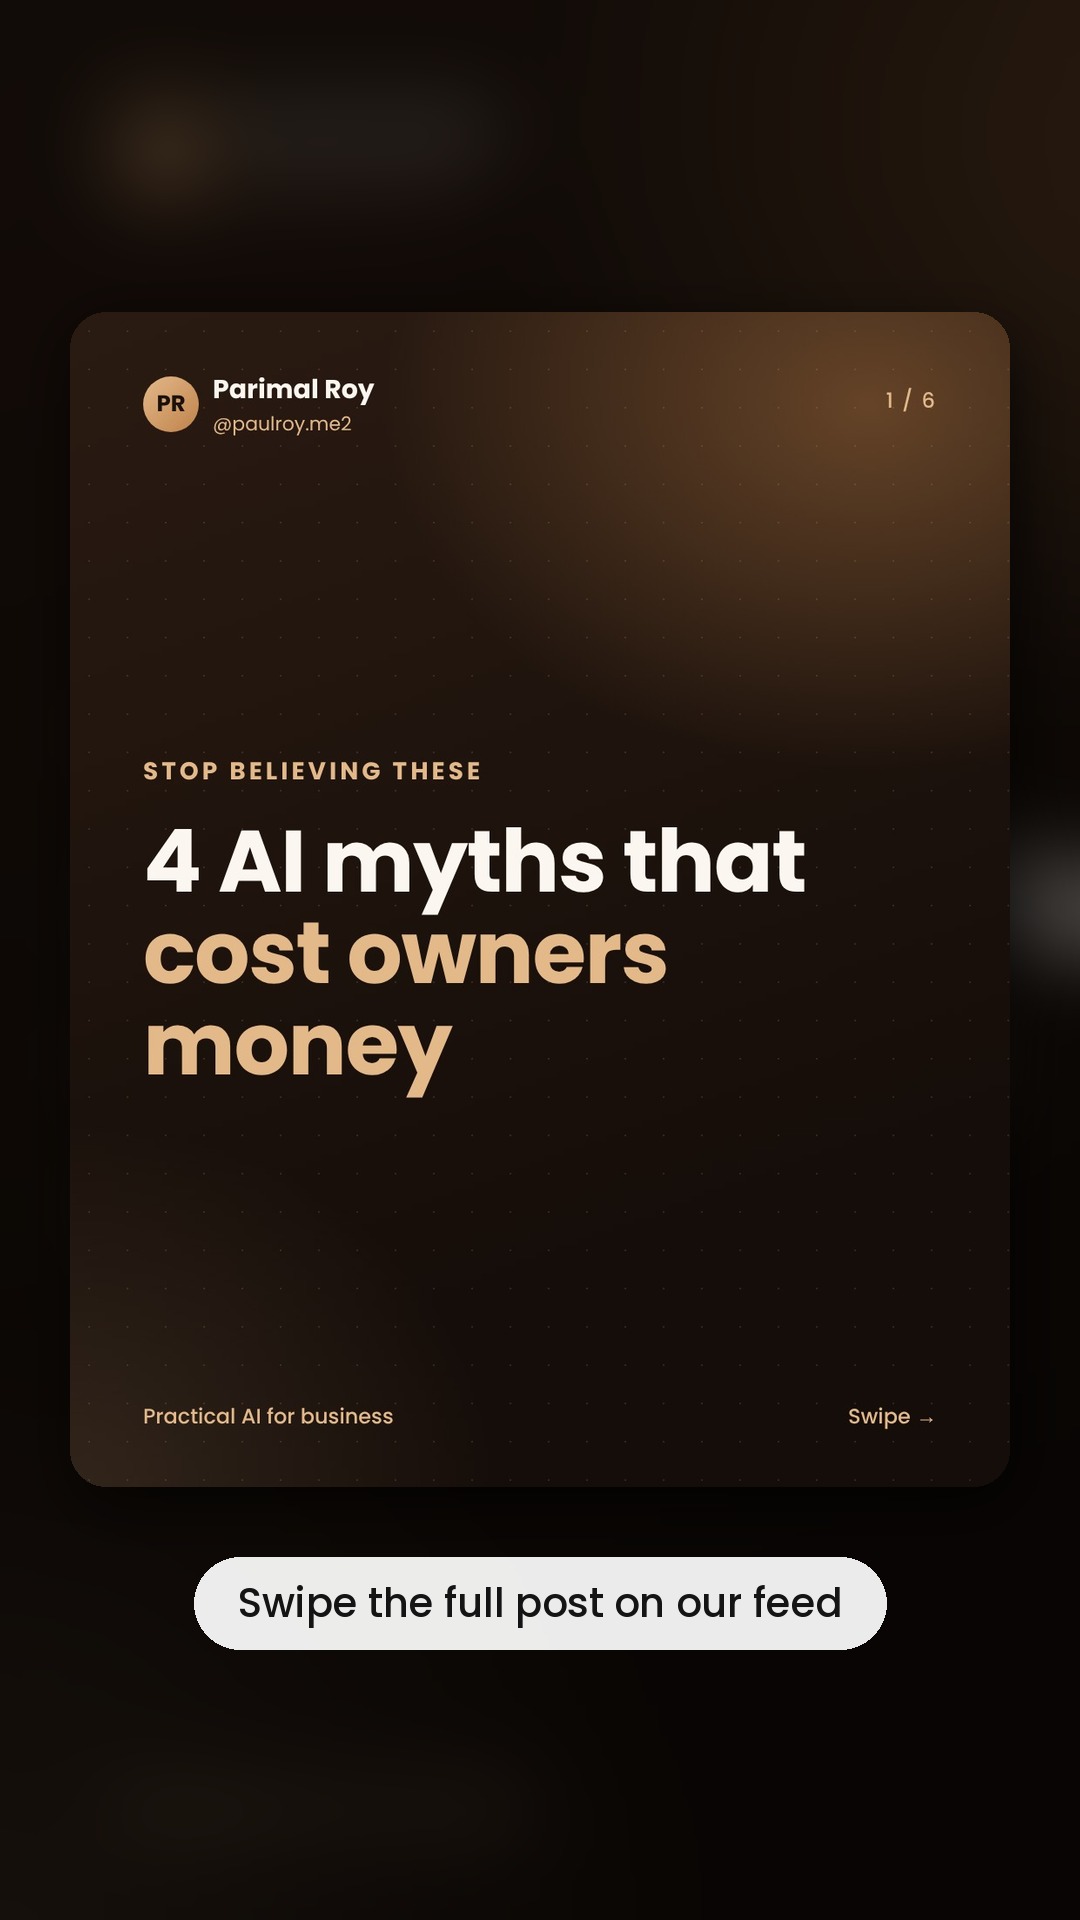 PR
Parimal Roy
@paulroy.me2
1 / 6
STOP BELIEVING THESE
4 AI myths that
cost owners
money
Practical AI for business
Swipe →
Swipe the full post on our feed